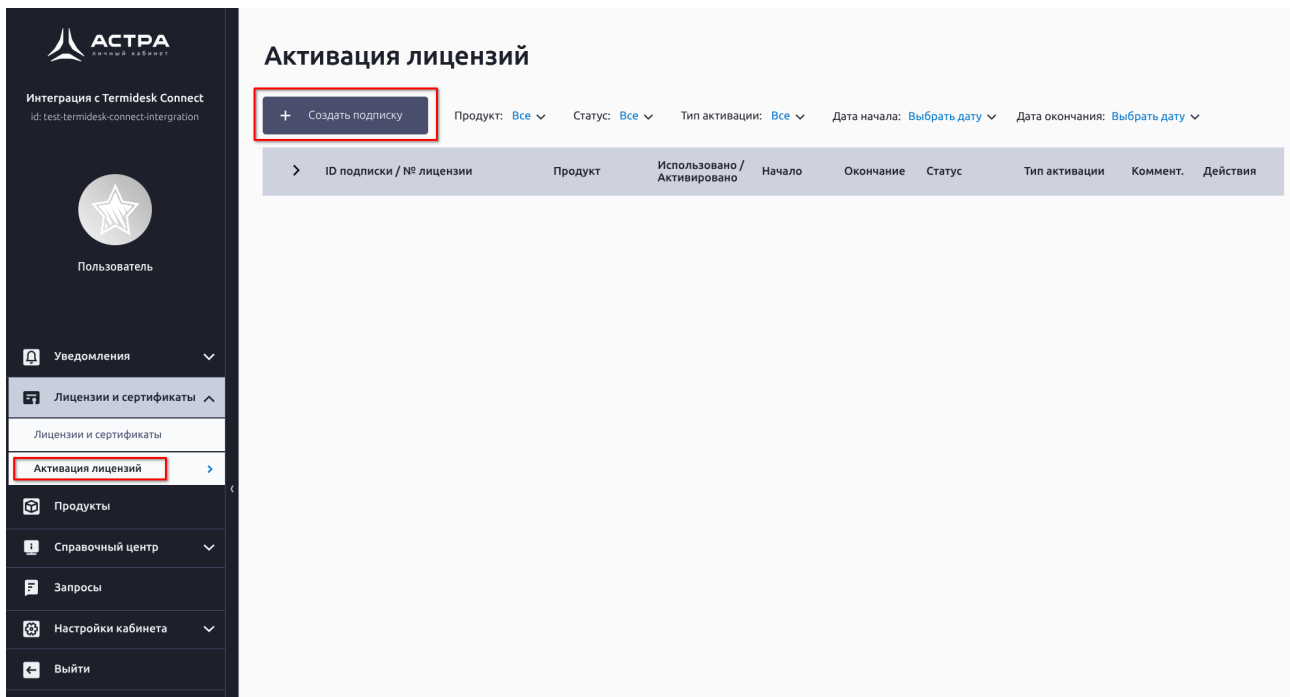 АСТРА
личный кабинет
Интеграция с Termidesk Connect
id: test-termidesk-connect-intergration
Пользователь
Уведомления
Лицензии и сертификаты
Лицензии и сертификаты
Активация лицензий
Продукты
Справочный центр
Запросы
Настройки кабинета
Выйти
Активация лицензий
+ Создать подписку Продукт: Все Статус: Все Тип активации: Все Дата начала: Выбрать дату Дата окончания: Выбрать дату
ID подписки / № лицензии Продукт Использовано / Активировано Начало Окончание Статус Тип активации Коммент. Действия